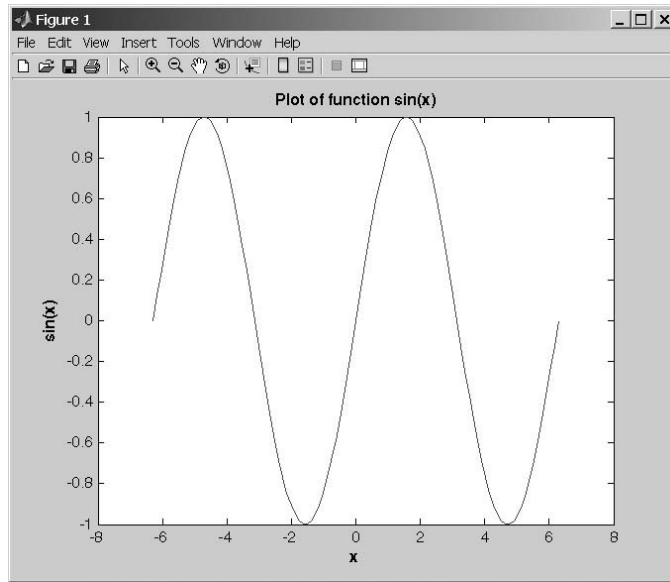 Figure 1
File Edit View Insert Tools Window Help
Plot of function sin(x)
1
0.8
0.6
0.4
0.2
0
-0.2
-0.4
-0.6
-0.8
-1
sin(x)
-8 -6 -4 -2 0 2 4 6 8
x